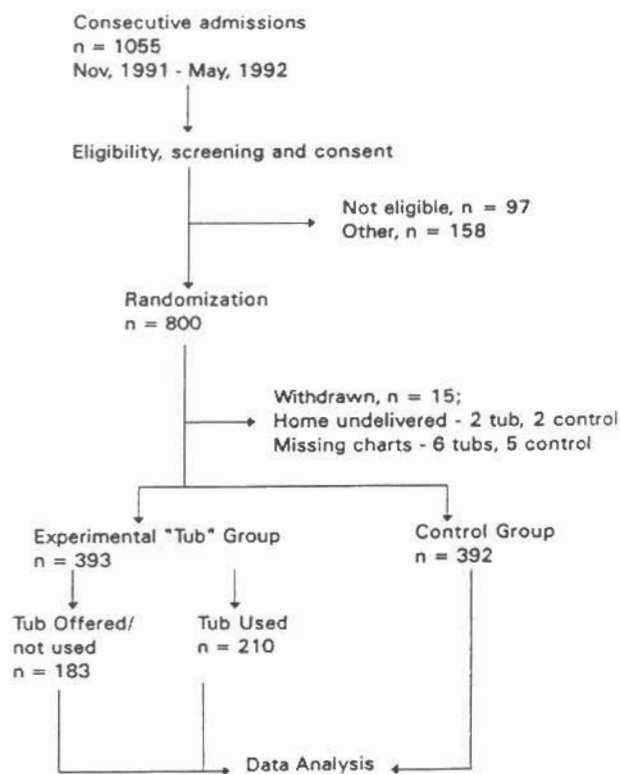 Consecutive admissions
n = 1055
Nov, 1991 - May, 1992
Eligibility, screening and consent
Not eligible, n = 97
Other, n = 158
Randomization
n = 800
Withdrawn, n = 15;
Home undelivered - 2 tub, 2 control
Missing charts - 6 tubs, 5 control
Experimental "Tub" Group
n = 393
Control Group
n = 392
Tub Offered/
not used
n = 183
Tub Used
n = 210
Data Analysis